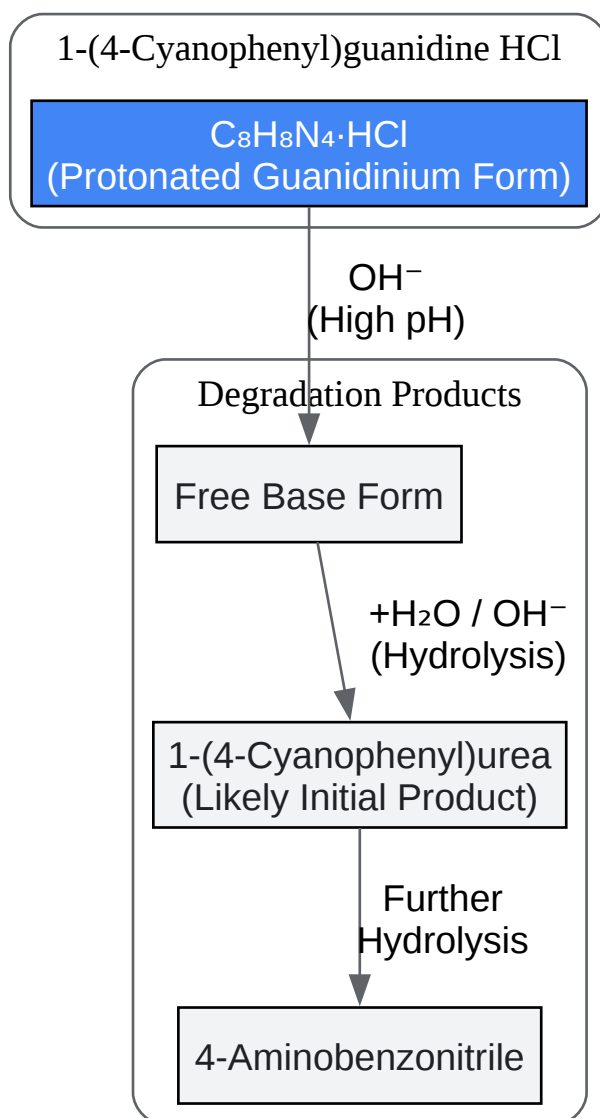 1-(4-Cyanophenyl)guanidine HCl
C₈H₈N₄·HCl
(Protonated Guanidinium Form)
OH⁻
(High pH)
Degradation Products
Free Base Form
+H₂O / OH⁻
(Hydrolysis)
1-(4-Cyanophenyl)urea
(Likely Initial Product)
Further
Hydrolysis
4-Aminobenzonitrile